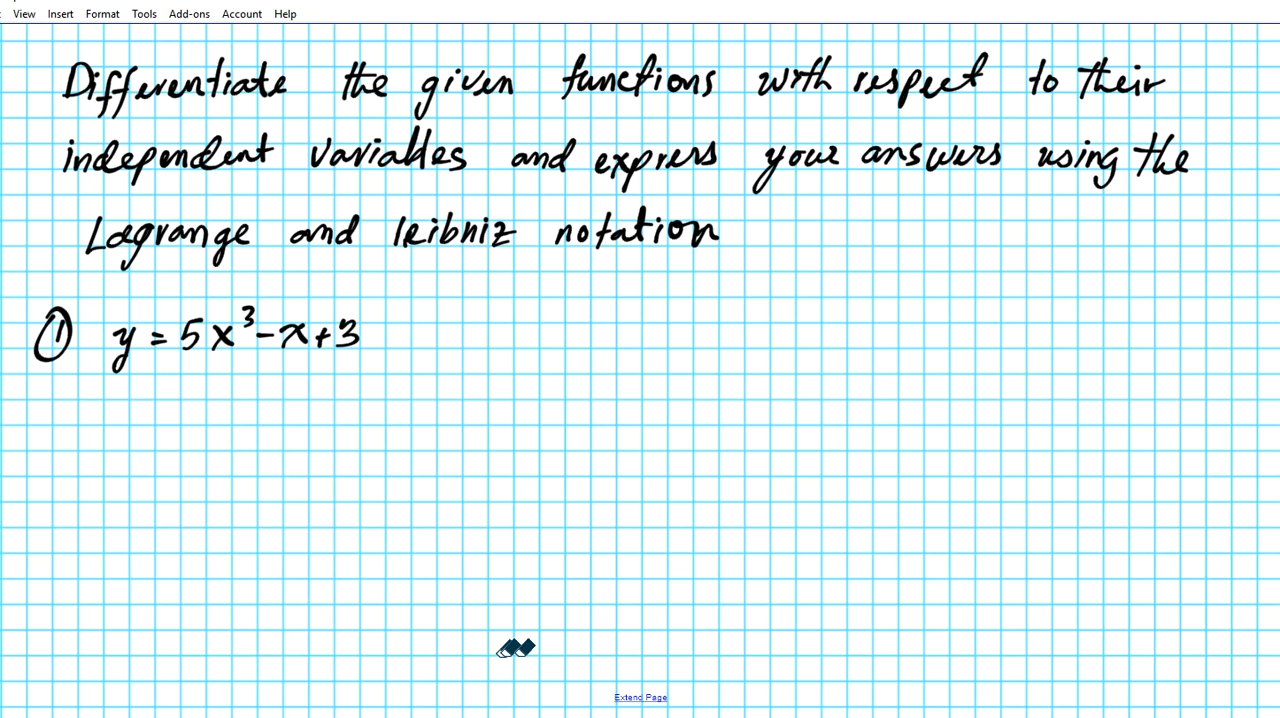 View Insert Format Tools Add-ons Account Help
Differentiate the given functions with respect to their
independent variables and express your answers using the
Lagrange and Leibniz notation
① y = 5x³ - x + 3
Extend Page